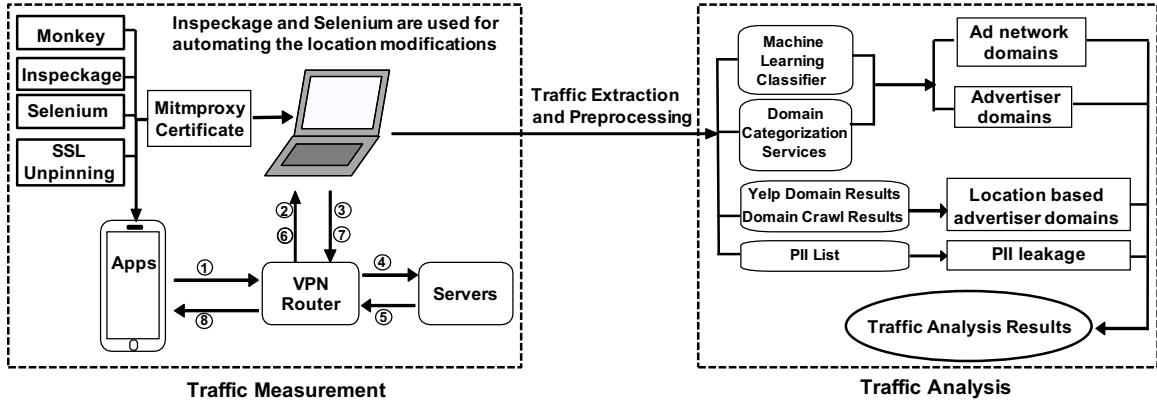 Monkey
Inspeckage
Selenium
SSL
Unpinning
Inspeckage and Selenium are used for
automating the location modifications
Mitmproxy
Certificate
Apps
①
⑧
②
⑥
③
⑦
VPN
Router
④
⑤
Servers
Traffic Measurement
Traffic Extraction
and Preprocessing
Machine
Learning
Classifier
Domain
Categorization
Services
Ad network
domains
Advertiser
domains
Yelp Domain Results
Domain Crawl Results
Location based
advertiser domains
PII List
PII leakage
Traffic Analysis Results
Traffic Analysis